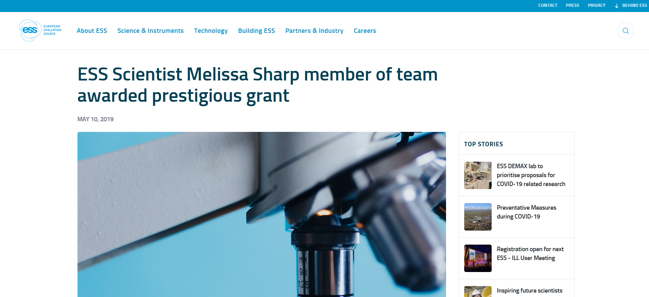 CONTACT PRESS PRIVACY BEHIND ESS
ess EUROPEAN
SPALLATION
SOURCE
About ESS Science & Instruments Technology Building ESS Partners & Industry Careers
ESS Scientist Melissa Sharp member of team
awarded prestigious grant
MAY 10, 2019
TOP STORIES
ESS DEMAX lab to
prioritise proposals for
COVID-19 related research
Preventative Measures
during COVID-19
Registration open for next
ESS - ILL User Meeting
Inspiring future scientists